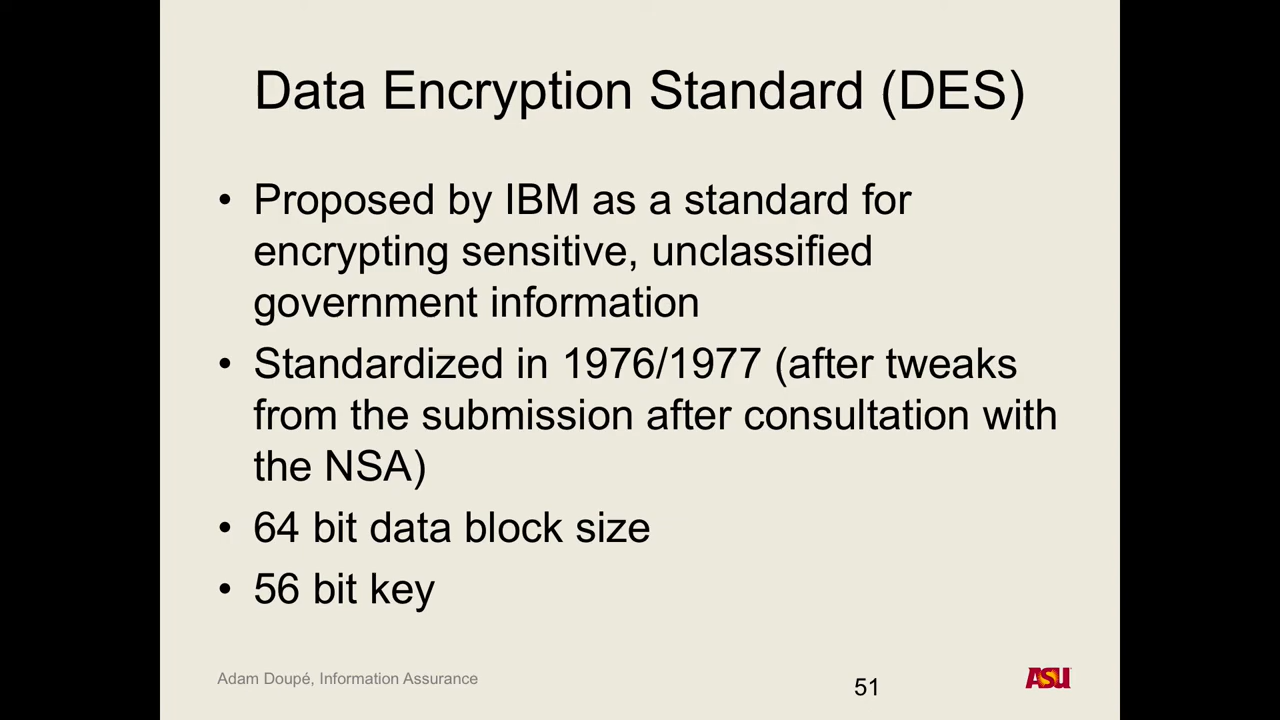 Data Encryption Standard (DES)
• Proposed by IBM as a standard for
encrypting sensitive, unclassified
government information
• Standardized in 1976/1977 (after tweaks
from the submission after consultation with
the NSA)
• 64 bit data block size
• 56 bit key
Adam Doupé, Information Assurance
51
ASU